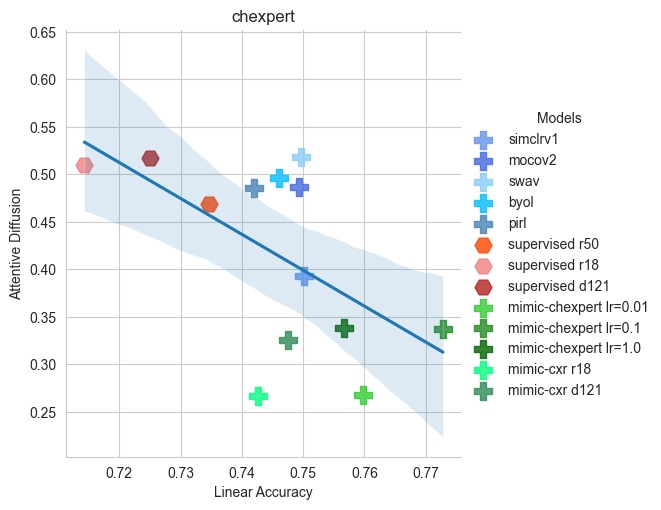 chexpert
0.65
0.60
0.55
0.50
0.45
0.40
0.35
0.30
0.25
Attentive Diffusion
0.72 0.73 0.74 0.75 0.76 0.77
Linear Accuracy
Models
simclrv1
mocov2
swav
byol
pirl
supervised r50
supervised r18
supervised d121
mimic-chexpert lr=0.01
mimic-chexpert lr=0.1
mimic-chexpert lr=1.0
mimic-cxr r18
mimic-cxr d121